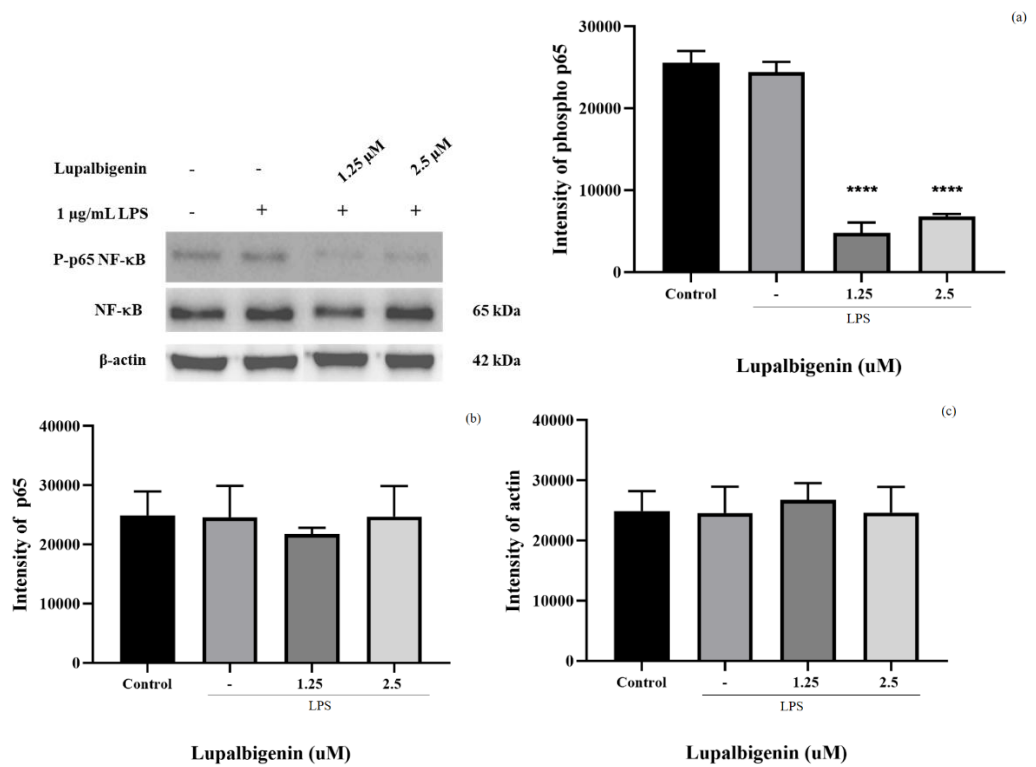 Lupalbigenin - - 1.25 µM 2.5 µM
1 µg/mL LPS - + + +
P-p65 NF-κB
NF-κB 65 kDa
β-actin 42 kDa
(a)
Intensity of phospho p65
30000
20000
10000
0
**** ****
Control - 1.25 2.5
LPS
Lupalbigenin (uM)
(b)
Intensity of p65
40000
30000
20000
10000
0
Control - 1.25 2.5
LPS
Lupalbigenin (uM)
(c)
Intensity of actin
40000
30000
20000
10000
0
Control - 1.25 2.5
LPS
Lupalbigenin (uM)